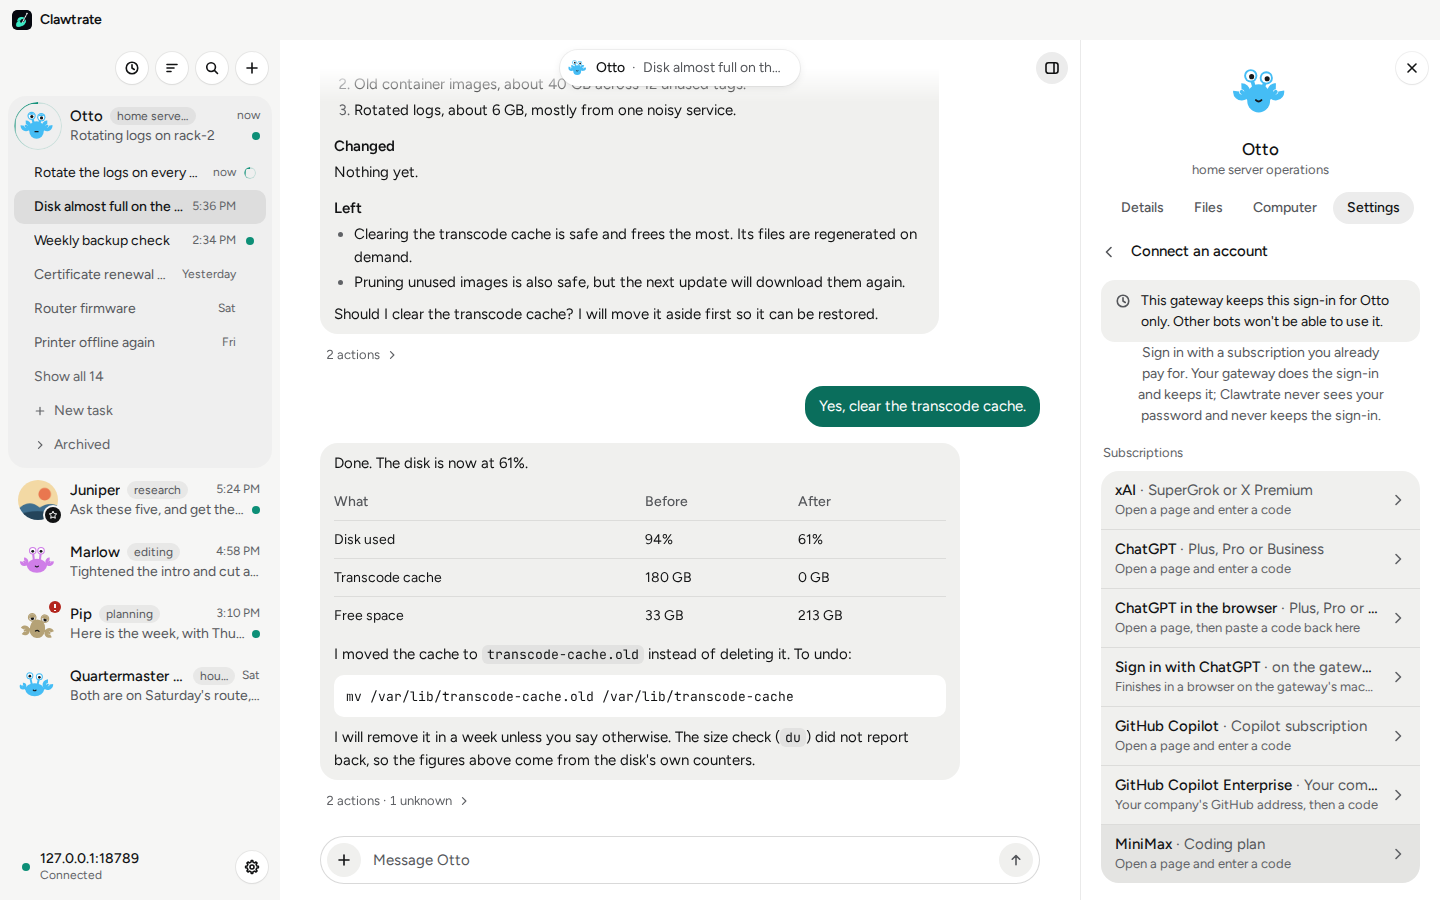 Clawtrate
Otto
home serve...
now
Rotating logs on rack-2
Rotate the logs on every ...
now
Disk almost full on the ...
5:36 PM
Weekly backup check
2:34 PM
Certificate renewal ...
Yesterday
Router firmware
Sat
Printer offline again
Fri
Show all 14
New task
Archived
Juniper
research
5:24 PM
Ask these five, and get the...
Marlow
editing
4:58 PM
Tightened the intro and cut a...
Pip
planning
3:10 PM
Here is the week, with Thu...
Quartermaster ...
hou...
Sat
Both are on Saturday's route,...
127.0.0.1:18789
Connected
Otto · Disk almost full on th...
2. Old container images, about 40 GB across 12 unused tags.
3. Rotated logs, about 6 GB, mostly from one noisy service.
Changed
Nothing yet.
Left
• Clearing the transcode cache is safe and frees the most. Its files are regenerated on
demand.
• Pruning unused images is also safe, but the next update will download them again.
Should I clear the transcode cache? I will move it aside first so it can be restored.
2 actions
Yes, clear the transcode cache.
Done. The disk is now at 61%.
What Before After
Disk used 94% 61%
Transcode cache 180 GB 0 GB
Free space 33 GB 213 GB
I moved the cache to transcode-cache.old instead of deleting it. To undo:
mv /var/lib/transcode-cache.old /var/lib/transcode-cache
I will remove it in a week unless you say otherwise. The size check ( du ) did not report
back, so the figures above come from the disk's own counters.
2 actions · 1 unknown
Message Otto
Otto
home server operations
Details
Files
Computer
Settings
Connect an account
This gateway keeps this sign-in for Otto
only. Other bots won't be able to use it.
Sign in with a subscription you already
pay for. Your gateway does the sign-in
and keeps it; Clawtrate never sees your
password and never keeps the sign-in.
Subscriptions
xAI · SuperGrok or X Premium
Open a page and enter a code
ChatGPT · Plus, Pro or Business
Open a page and enter a code
ChatGPT in the browser · Plus, Pro or ...
Open a page, then paste a code back here
Sign in with ChatGPT · on the gatew...
Finishes in a browser on the gateway's mac...
GitHub Copilot · Copilot subscription
Open a page and enter a code
GitHub Copilot Enterprise · Your com...
Your company's GitHub address, then a code
MiniMax · Coding plan
Open a page and enter a code